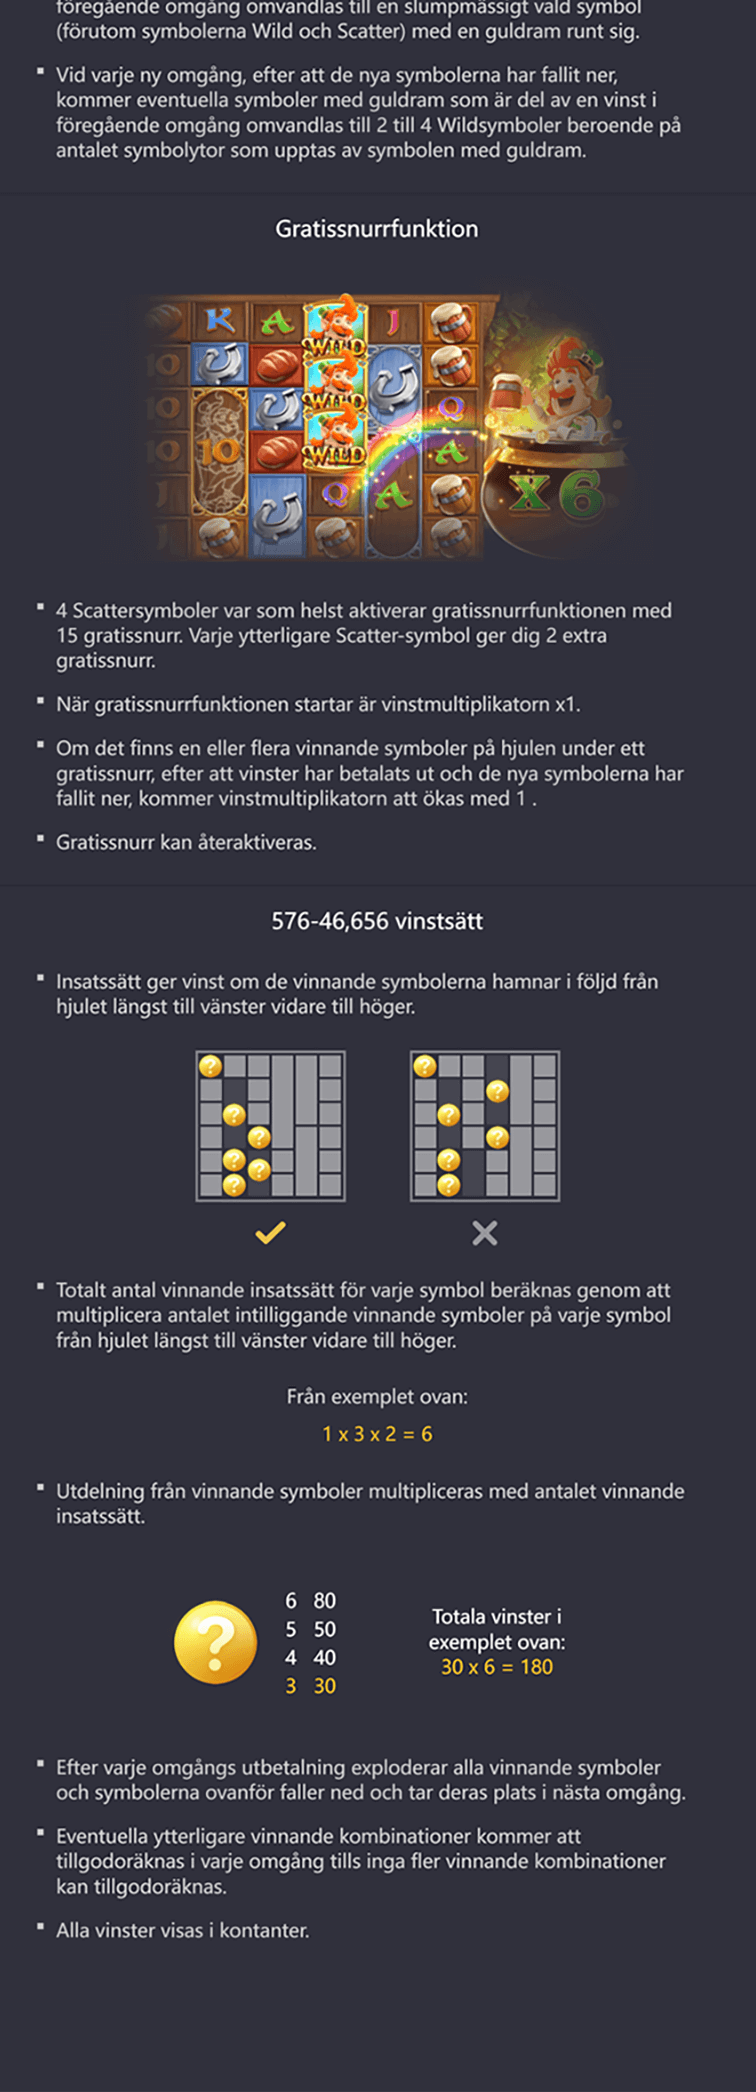 föregående omgång omvandlas till en slumpmässigt vald symbol
(förutom symbolerna Wild och Scatter) med en guldram runt sig.
▪ Vid varje ny omgång, efter att de nya symbolerna har fallit ner,
kommer eventuella symboler med guldram som är del av en vinst i
föregående omgång omvandlas till 2 till 4 Wildsymboler beroende på
antalet symbolytor som upptas av symbolen med guldram.
Gratissnurrfunktion
K A WILD J
10 WILD
10 10 Q
10 WILD A
J Q A X6
J
▪ 4 Scattersymboler var som helst aktiverar gratissnurrfunktionen med
15 gratissnurr. Varje ytterligare Scatter-symbol ger dig 2 extra
gratissnurr.
▪ När gratissnurrfunktionen startar är vinstmultiplikatorn x1.
▪ Om det finns en eller flera vinnande symboler på hjulen under ett
gratissnurr, efter att vinster har betalats ut och de nya symbolerna har
fallit ner, kommer vinstmultiplikatorn att ökas med 1 .
▪ Gratissnurr kan återaktiveras.
576-46,656 vinstsätt
▪ Insatssätt ger vinst om de vinnande symbolerna hamnar i följd från
hjulet längst till vänster vidare till höger.
? ?
?
? ?
? ?
? ? ?
? ?
▪ Totalt antal vinnande insatssätt för varje symbol beräknas genom att
multiplicera antalet intilliggande vinnande symboler på varje symbol
från hjulet längst till vänster vidare till höger.
Från exemplet ovan:
1 x 3 x 2 = 6
▪ Utdelning från vinnande symboler multipliceras med antalet vinnande
insatssätt.
?
6 80
5 50
4 40
3 30
Totala vinster i
exemplet ovan:
30 x 6 = 180
▪ Efter varje omgångs utbetalning exploderar alla vinnande symboler
och symbolerna ovanför faller ned och tar deras plats i nästa omgång.
▪ Eventuella ytterligare vinnande kombinationer kommer att
tillgodoräknas i varje omgång tills inga fler vinnande kombinationer
kan tillgodoräknas.
▪ Alla vinster visas i kontanter.